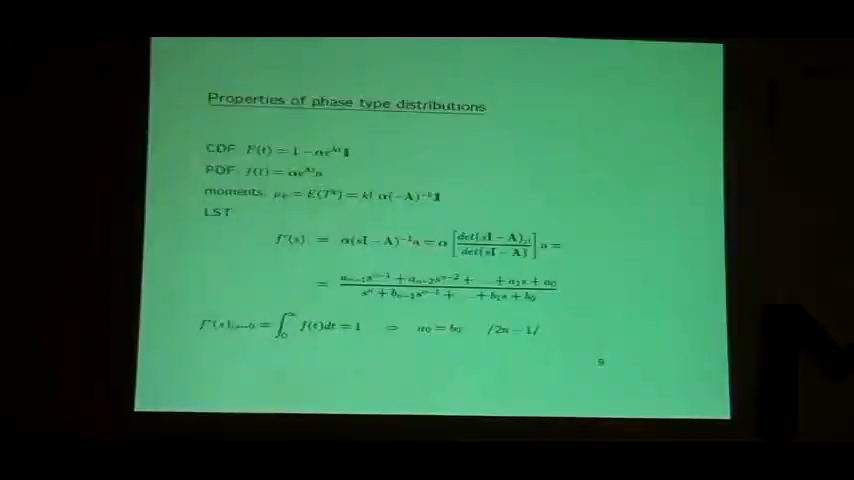 Properties of phase type distributions
CDF: F(t) = 1 − αe^{At}𝟙
PDF: f(t) = αe^{At}a
moments: μ_k = E(T^k) = k! α(−A)^{−k}𝟙
LST:
f*(s) = α(sI − A)^{−1}a = α [det(sI − A)_{ji} / det(sI − A)] a =
= (a_{n−1}s^{n−1} + a_{n−2}s^{n−2} + ... + a_1s + a_0) / (s^n + b_{n−1}s^{n−1} + ... + b_1s + b_0)
f*(s)|_{s=0} = ∫_0^∞ f(t)dt = 1 ⇒ a_0 = b_0 /2n − 1/
9